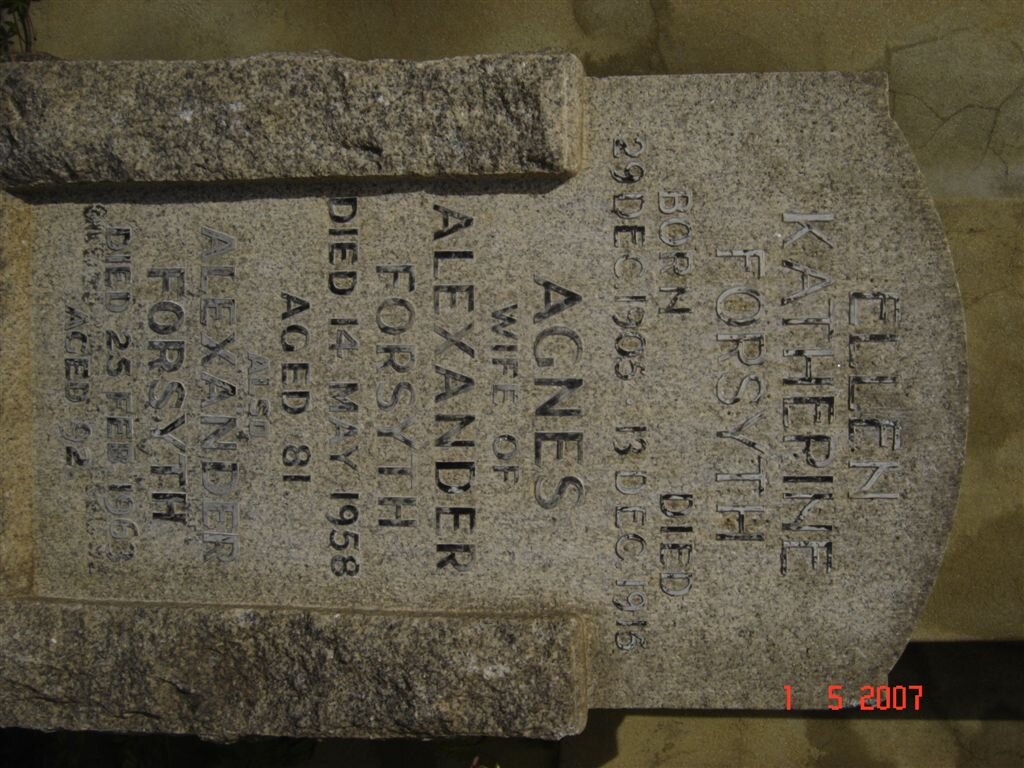 ELLEN
KATHERINE
FORSYTH
BORN DIED
29 DEC 1905 · 13 DEC 1915
AGNES
WIFE OF
ALEXANDER
FORSYTH
DIED 14 MAY 1958
AGED 81
ALSO
ALEXANDER
FORSYTH
DIED 25 FEB 1963
AGED 92
1 5 2007